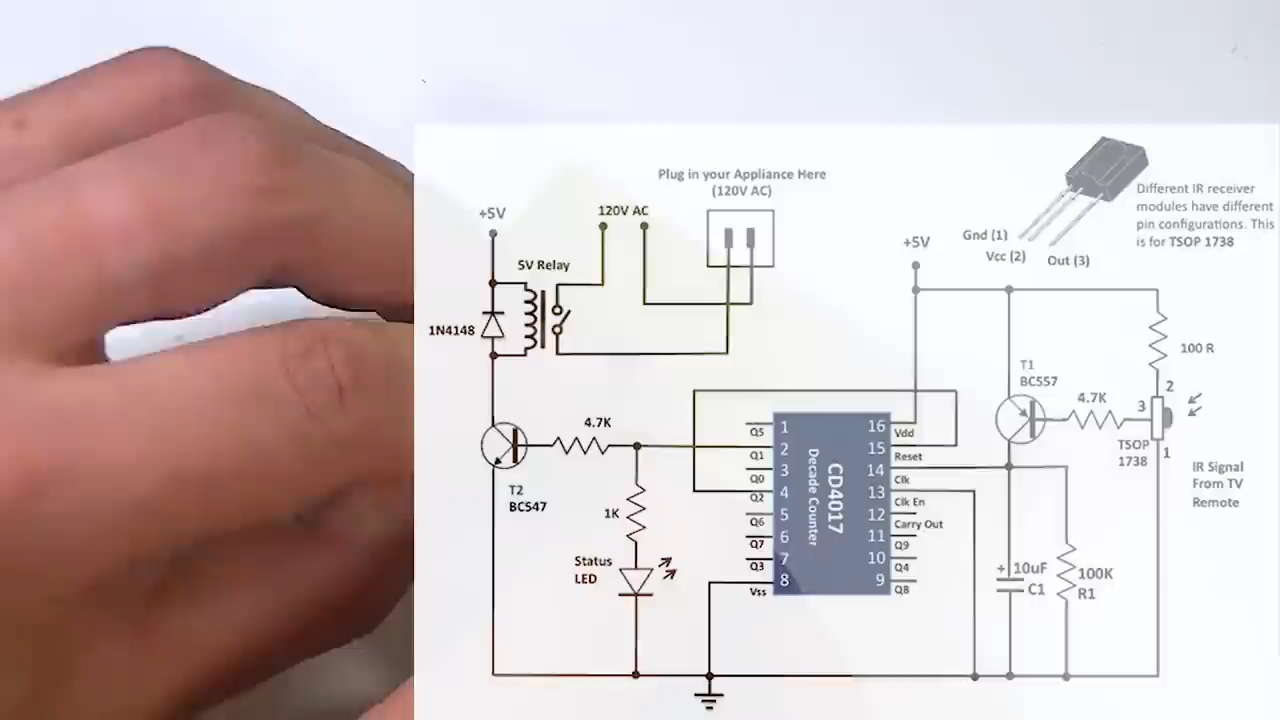 Plug in your Appliance Here
(120V AC)
+5V
120V AC
5V Relay
1N4148
4.7K
T2
BC547
1K
Status
LED
Q5
Q1
Q0
Q2
Q6
Q7
Q3
Vss
1
2
3
4
5
6
7
8
CD4017
Decade Counter
16
15
14
13
12
11
10
9
Vdd
Reset
Clk
Clk En
Carry Out
Q9
Q4
Q8
+5V
Gnd (1)
Vcc (2)
Out (3)
Different IR receiver
modules have different
pin configurations. This
is for TSOP 1738
100 R
T1
BC557
4.7K
2
3
1
TSOP
1738
IR Signal
From TV
Remote
+
10uF
C1
100K
R1